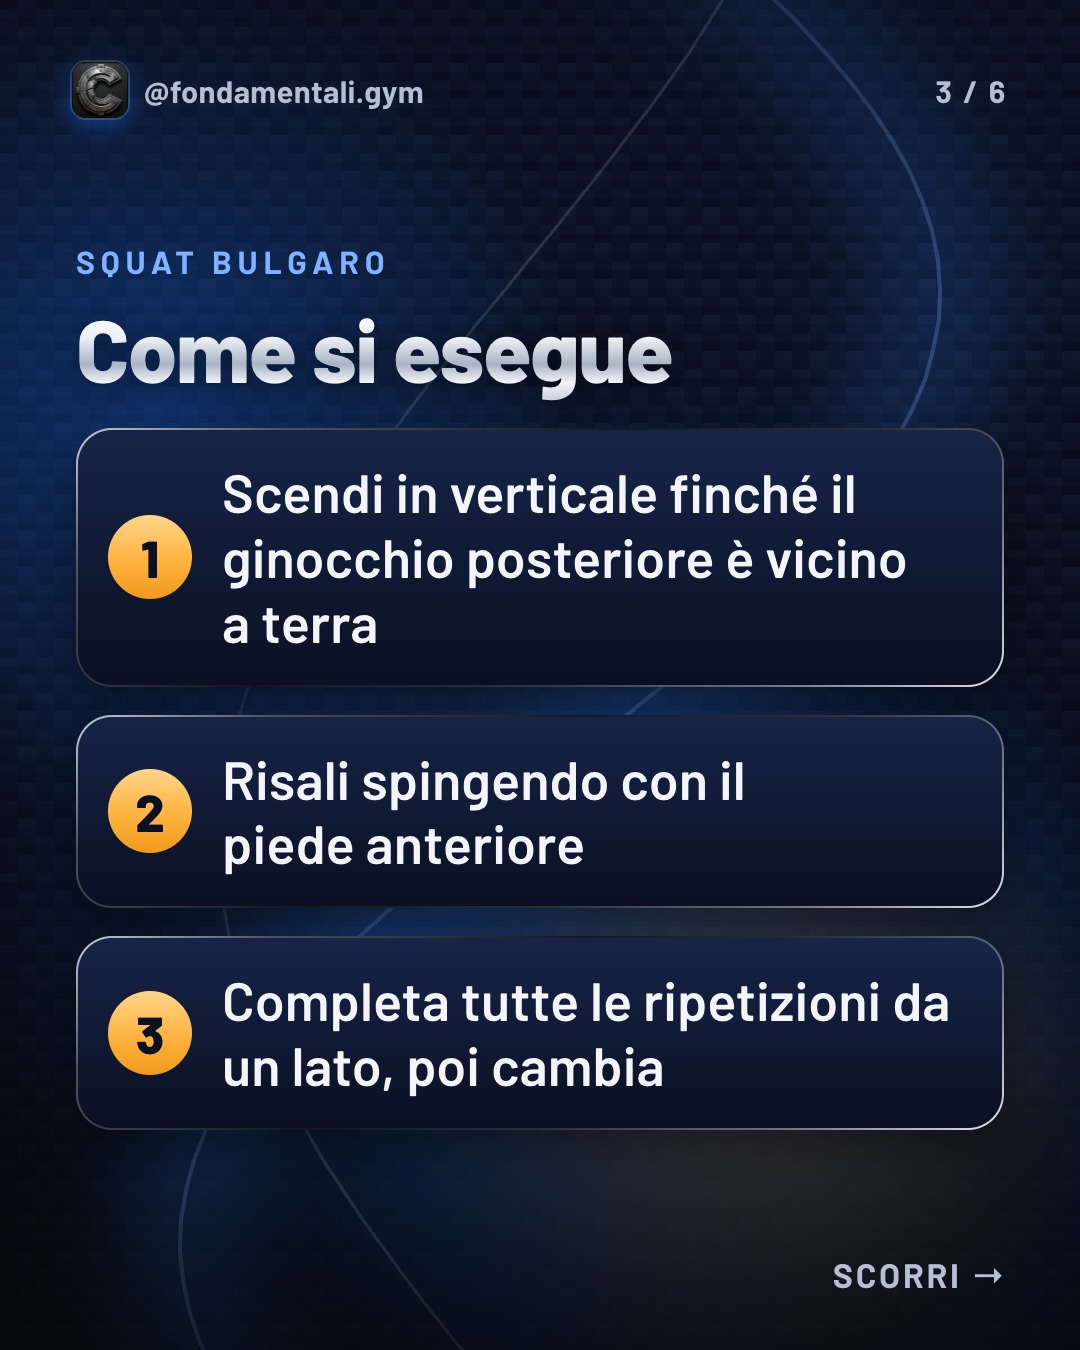 @fondamentali.gym
3 / 6
SQUAT BULGARO
Come si esegue
1
Scendi in verticale finché il
ginocchio posteriore è vicino
a terra
2
Risali spingendo con il
piede anteriore
3
Completa tutte le ripetizioni da
un lato, poi cambia
SCORRI →